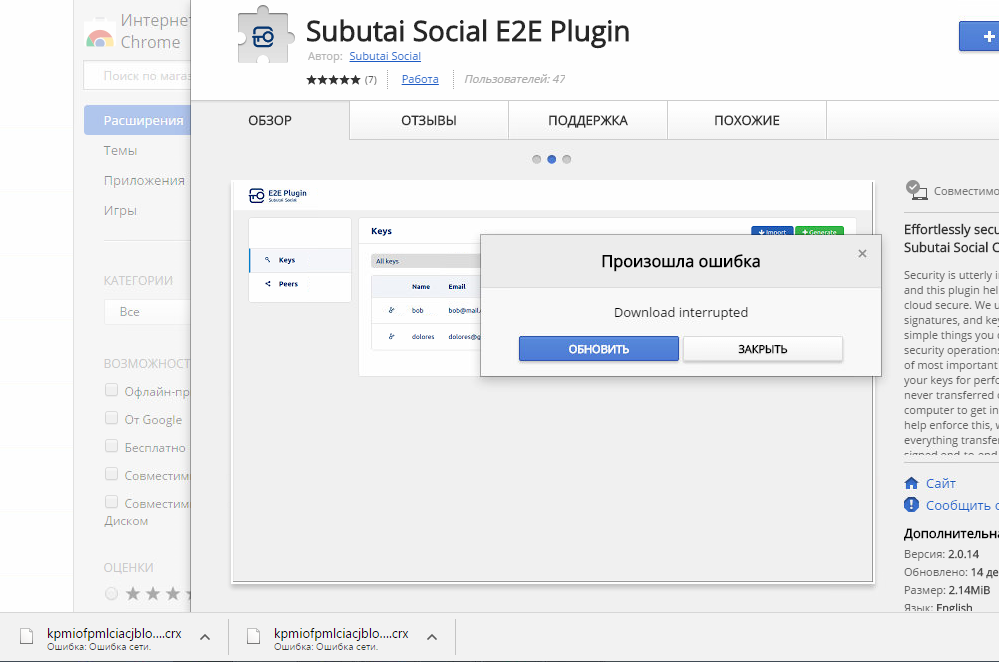 Интернет
Chrome
Поиск по мага
Расширения
Темы
Приложения
Игры
КАТЕГОРИИ
Все
ВОЗМОЖНОСТ
Офлайн-пр
От Google
Бесплатно
Совместим
Совместим
Диском
ОЦЕНКИ
Subutai Social E2E Plugin
Автор: Subutai Social
(7) Работа Пользователей: 47
ОБЗОР ОТЗЫВЫ ПОДДЕРЖКА ПОХОЖИЕ
E2E Plugin
Subutai Social
Keys
Peers
Keys
Import Generate
All keys
Name Email
bob bob@mail.
dolores dolores@g
Произошла ошибка
Download interrupted
ОБНОВИТЬ ЗАКРЫТЬ
Совместимо
Effortlessly secu
Subutai Social C
Security is utterly i
and this plugin hel
cloud secure. We u
signatures, and key
simple things you c
security operations
of most important
your keys for perfo
never transferred o
computer to get in
help enforce this, w
everything transfer
signed end-to-end
Сайт
Сообщить о
Дополнительна
Версия: 2.0.14
Обновлено: 14 де
Размер: 2.14MiB
Язык: English
kpmiofpmlciacjblo....crx
Ошибка: Ошибка сети.
kpmiofpmlciacjblo....crx
Ошибка: Ошибка сети.